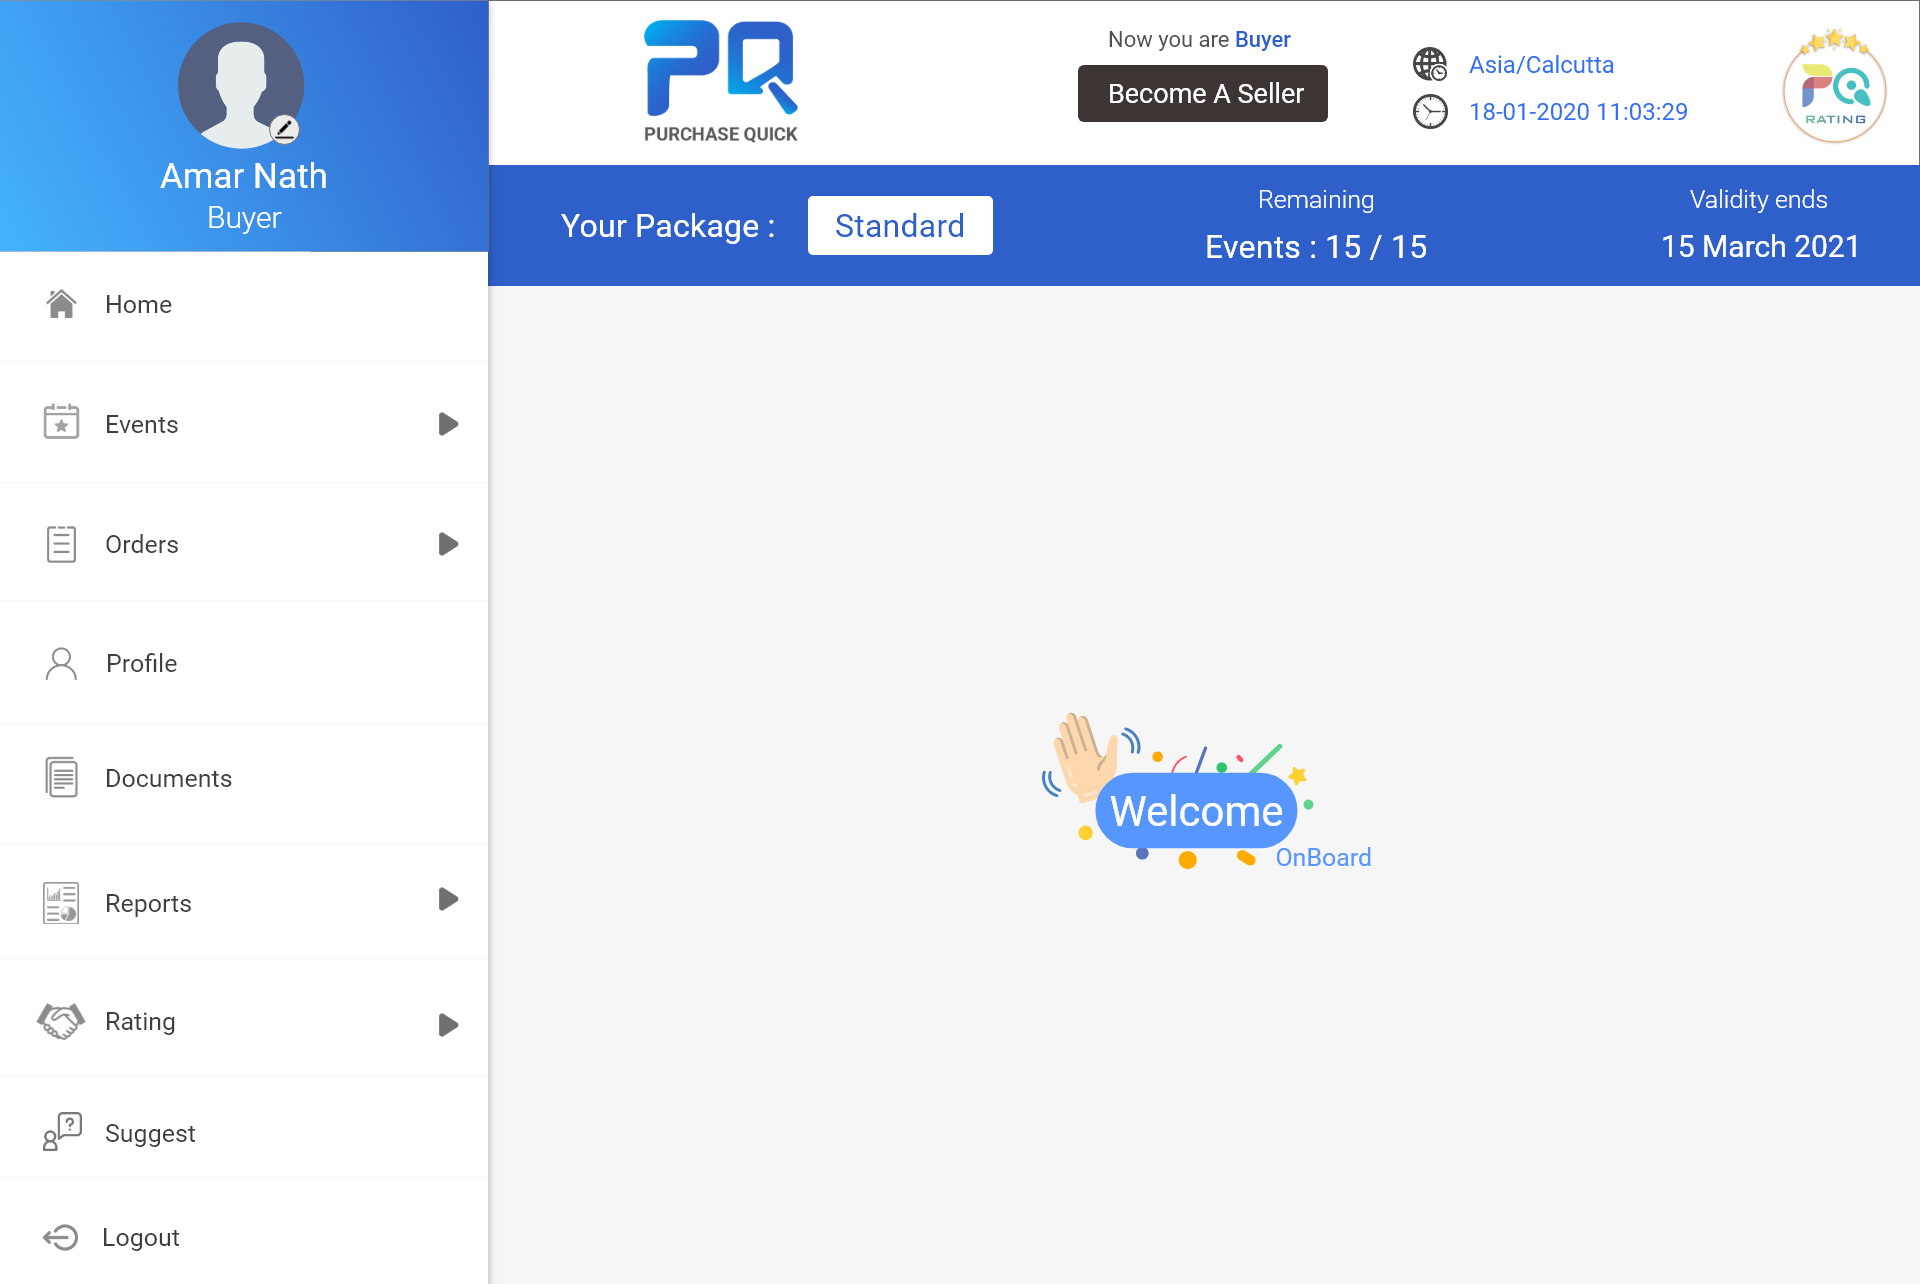 Amar Nath
Buyer
Home
Events
Orders
Profile
Documents
Reports
Rating
Suggest
Logout
PQ
PURCHASE QUICK
Now you are Buyer
Become A Seller
Asia/Calcutta
18-01-2020 11:03:29
PQ
RATING
Your Package :
Standard
Remaining
Events : 15 / 15
Validity ends
15 March 2021
Welcome
OnBoard